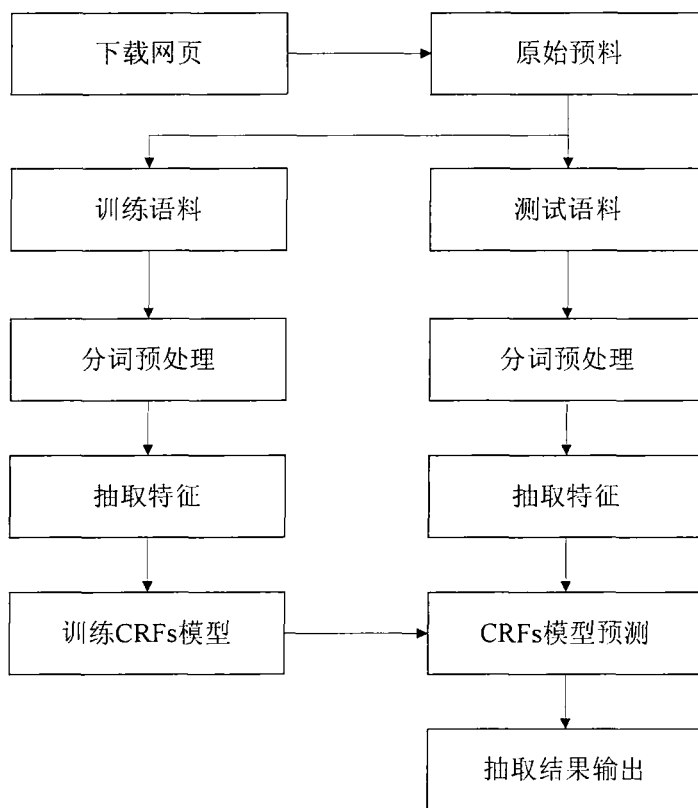 下载网页
原始预料
训练语料
测试语料
分词预处理
分词预处理
抽取特征
抽取特征
训练CRFs模型
CRFs模型预测
抽取结果输出